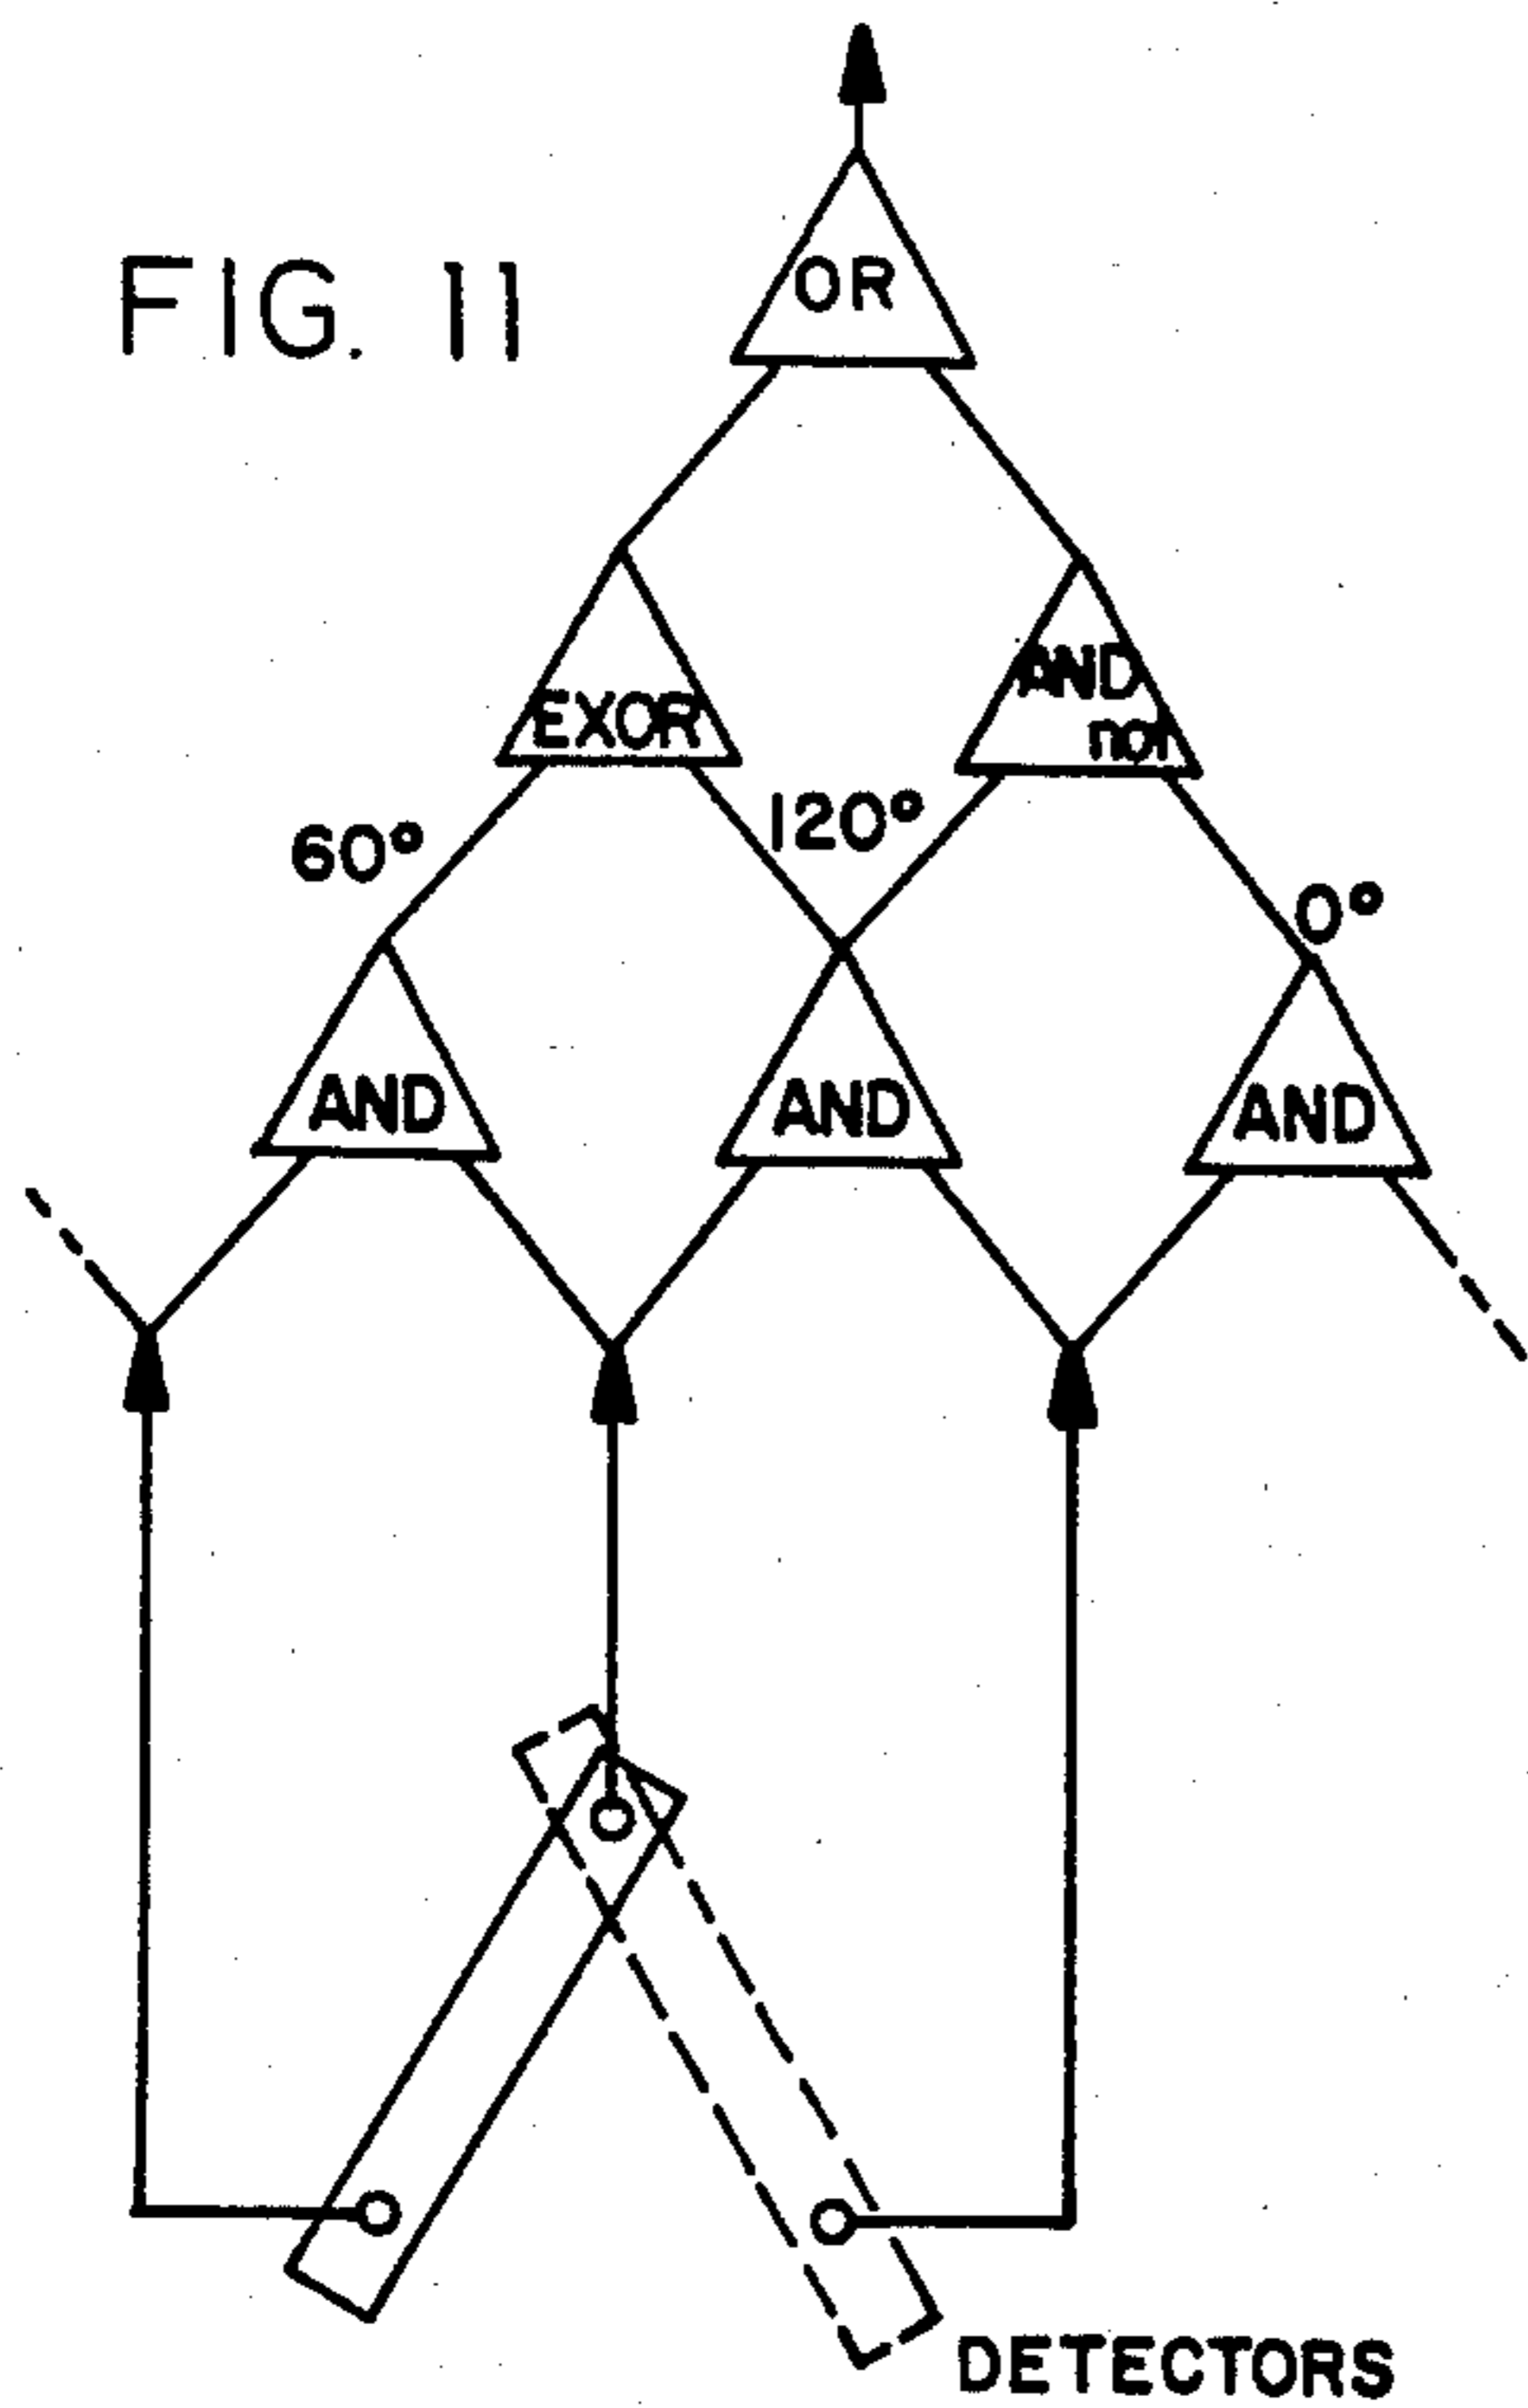 FIG. 11
OR
EXOR
AND
not
60°
120°
0°
AND
AND
AND
DETECTORS